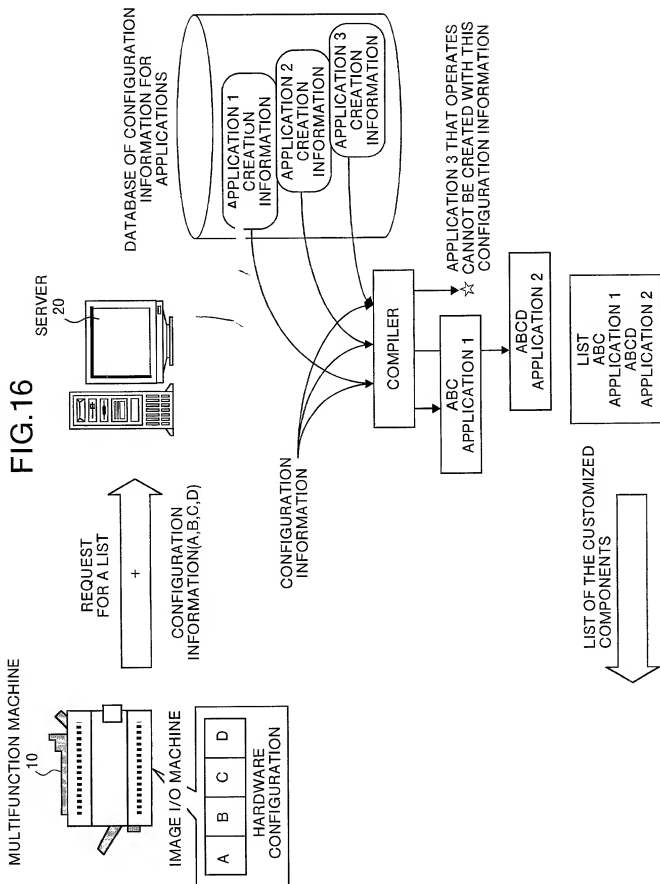 FIG.16
MULTIFUNCTION MACHINE
10
IMAGE I/O MACHINE
A B C D
HARDWARE
CONFIGURATION
REQUEST
FOR A LIST
+
CONFIGURATION
INFORMATION(A,B,C,D)
SERVER
20
DATABASE OF CONFIGURATION
INFORMATION FOR
APPLICATIONS
APPLICATION 1
CREATION
INFORMATION
APPLICATION 2
CREATION
INFORMATION
APPLICATION 3
CREATION
INFORMATION
CONFIGURATION
INFORMATION
COMPILER
☆ APPLICATION 3 THAT OPERATES
CANNOT BE CREATED WITH THIS
CONFIGURATION INFORMATION
ABC
APPLICATION 1
ABCD
APPLICATION 2
LIST
ABC
APPLICATION 1
ABCD
APPLICATION 2
LIST OF THE CUSTOMIZED
COMPONENTS